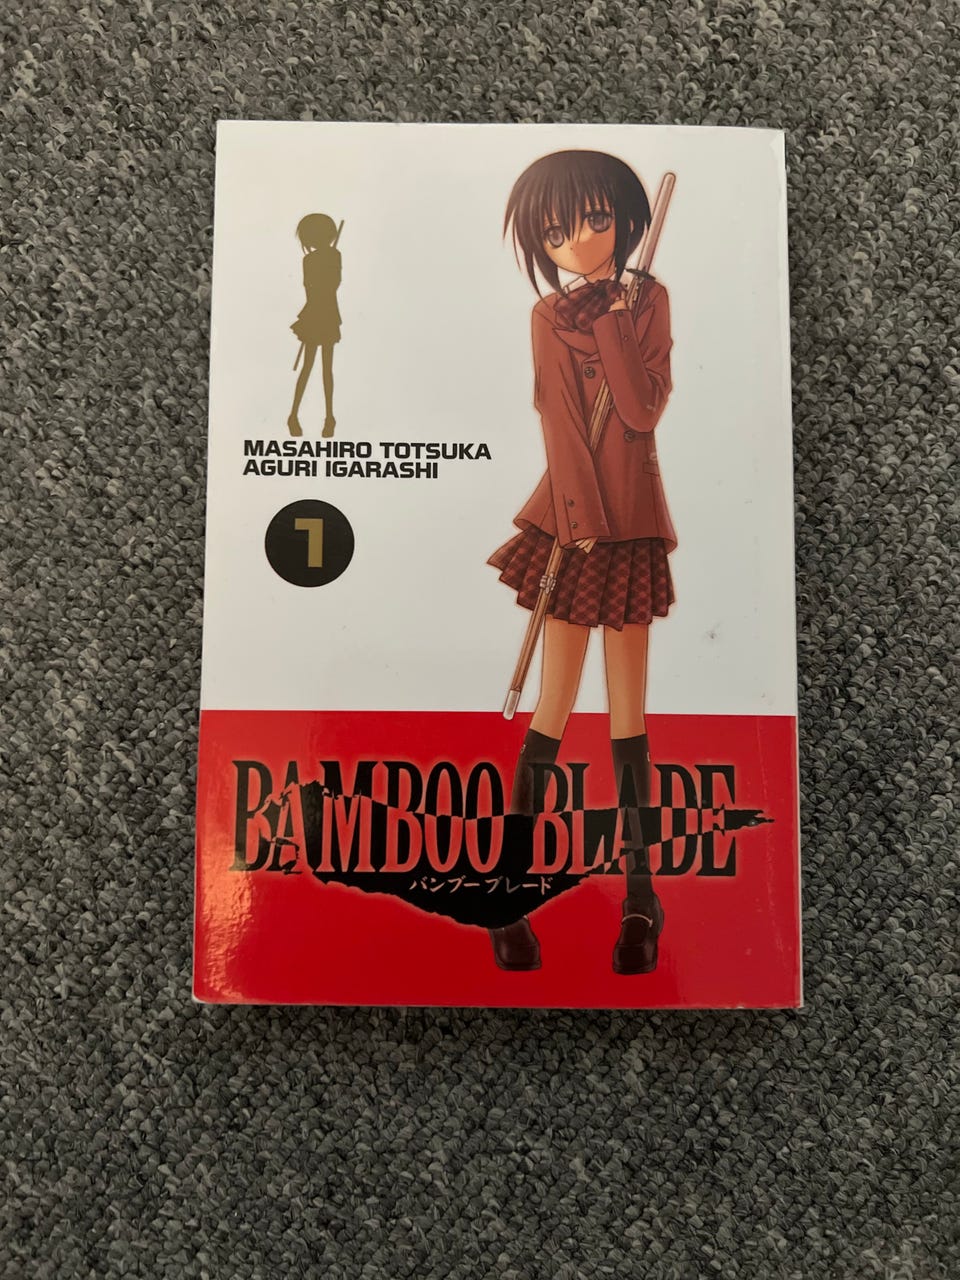 MASAHIRO TOTSUKA
AGURI IGARASHI
1
BAMBOO BLADE
バンブーブレード